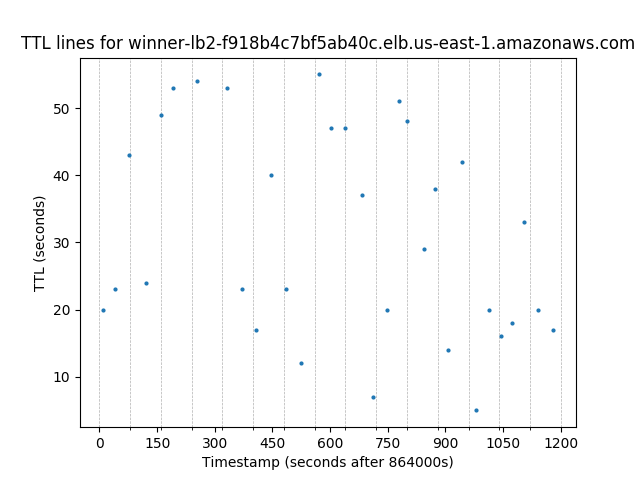 TTL lines for winner-lb2-f918b4c7bf5ab40c.elb.us-east-1.amazonaws.com
50
40
30
20
10
TTL (seconds)
0 150 300 450 600 750 900 1050 1200
Timestamp (seconds after 864000s)